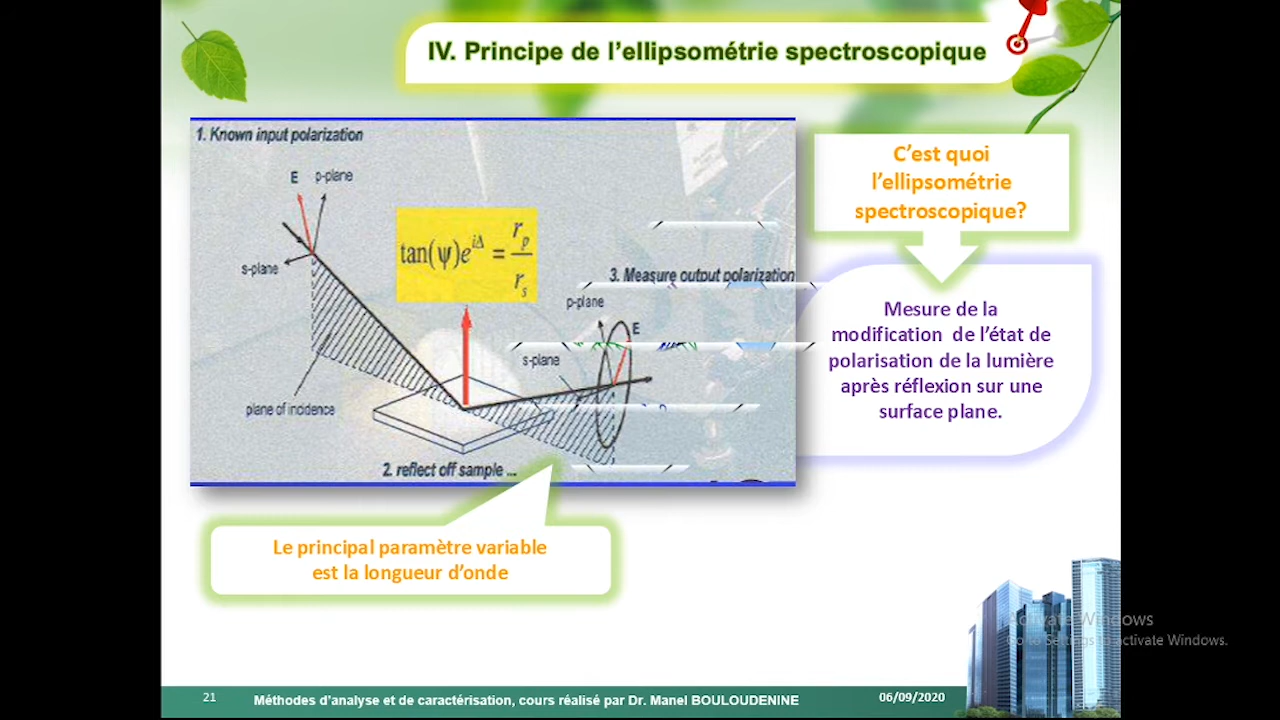 IV. Principe de l’ellipsométrie spectroscopique
1. Known input polarization
E p-plane
s-plane
tan(ψ)e^{iΔ} = r_p / r_s
3. Measure output polarization
p-plane
E
s-plane
plane of incidence
2. reflect off sample ...
C’est quoi
l’ellipsométrie
spectroscopique?
Mesure de la
modification de l’état de
polarisation de la lumière
après réflexion sur une
surface plane.
Le principal paramètre variable
est la longueur d’onde
Activate Windows
Go to Settings to activate Windows.
21 Méthodes d’analyse et de caractérisation, cours réalisé par Dr. Manel BOULOUDENINE 06/09/2020